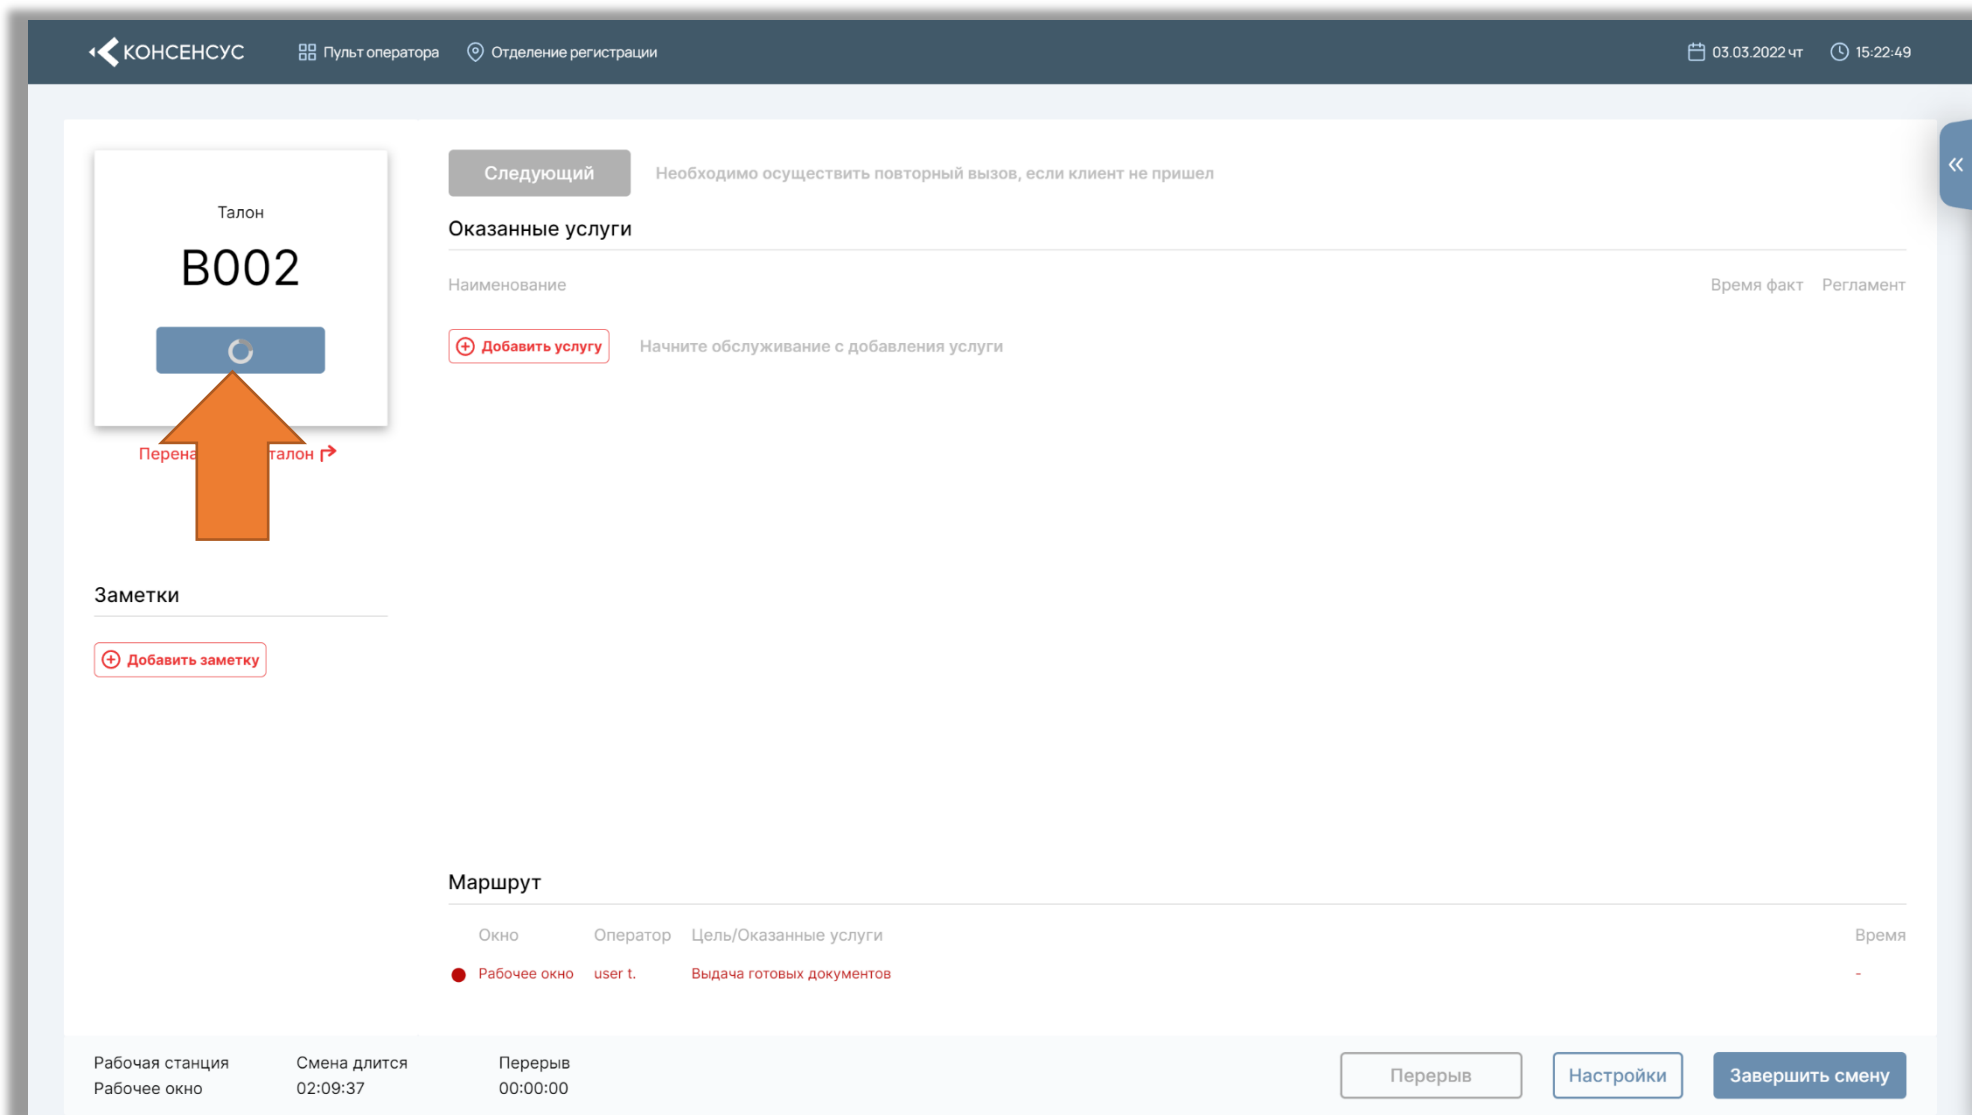 КОНСЕНСУС
Пульт оператора
Отделение регистрации
03.03.2022 чт
15:22:49
Талон
B002
талон
Заметки
Добавить заметку
Следующий
Необходимо осуществить повторный вызов, если клиент не пришел
Оказанные услуги
Наименование Время факт Регламент
Добавить услугу
Начните обслуживание с добавления услуги
Маршрут
Окно Оператор Цель/Оказанные услуги Время
Рабочее окно user t. Выдача готовых документов -
Рабочая станция Смена длится Перерыв
Рабочее окно 02:09:37 00:00:00
Перерыв
Настройки
Завершить смену